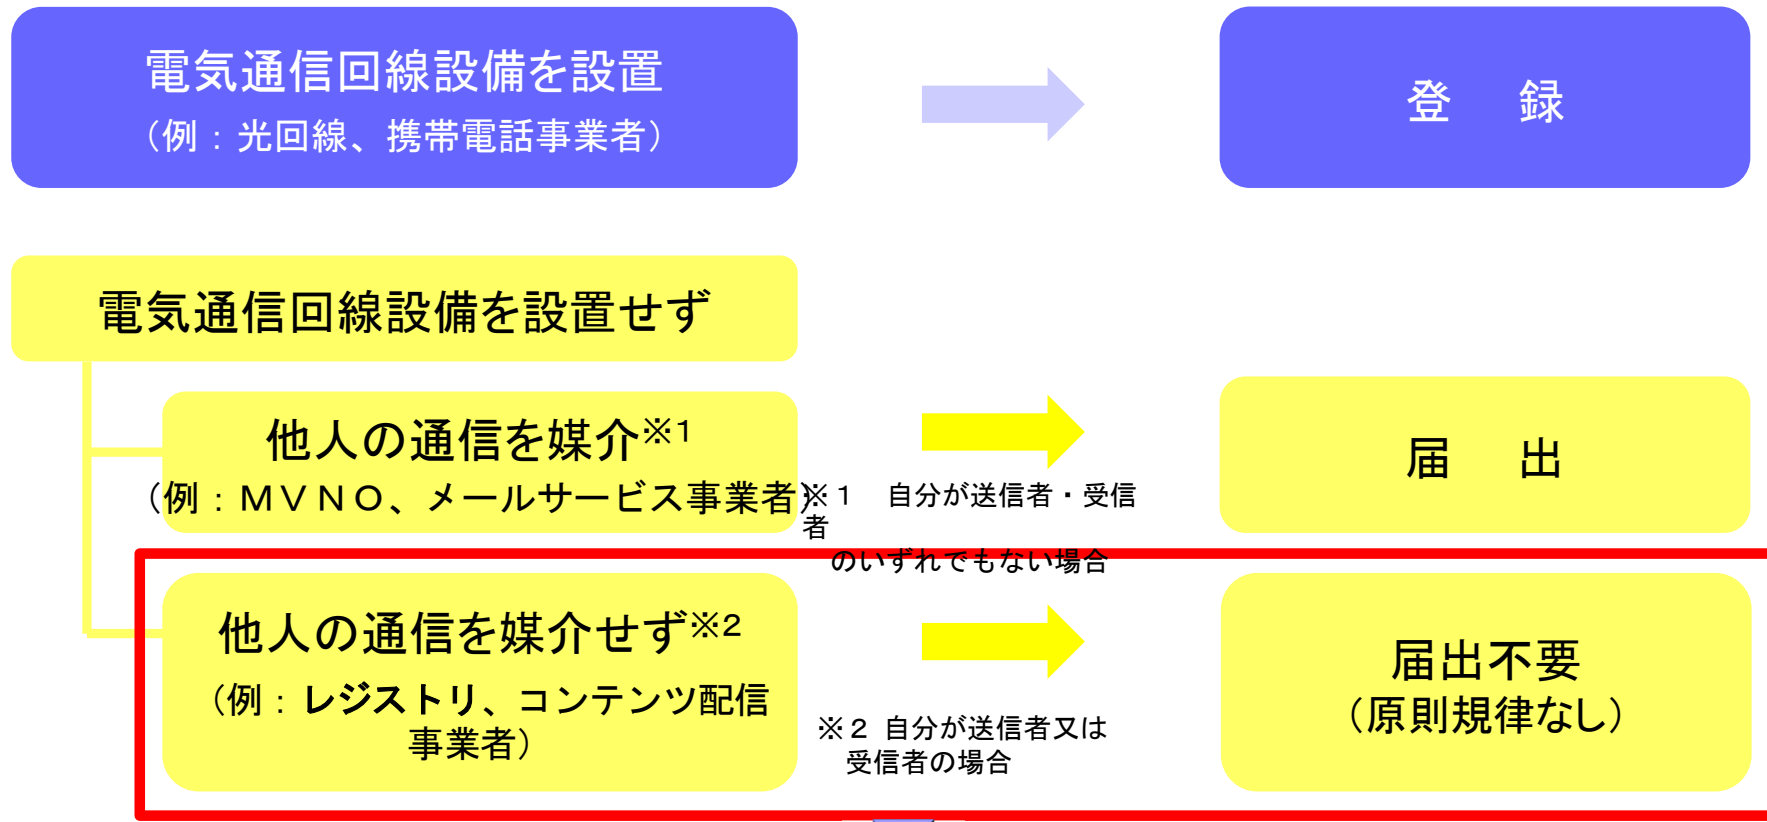 電気通信回線設備を設置
（例：光回線、携帯電話事業者）
登　録
電気通信回線設備を設置せず
他人の通信を媒介※1
（例：ＭＶＮＯ、メールサービス事業者）
※１　自分が送信者・受信
者
のいずれでもない場合
届　出
他人の通信を媒介せず※2
（例：レジストリ、コンテンツ配信
事業者）
※２ 自分が送信者又は
受信者の場合
届出不要
（原則規律なし）